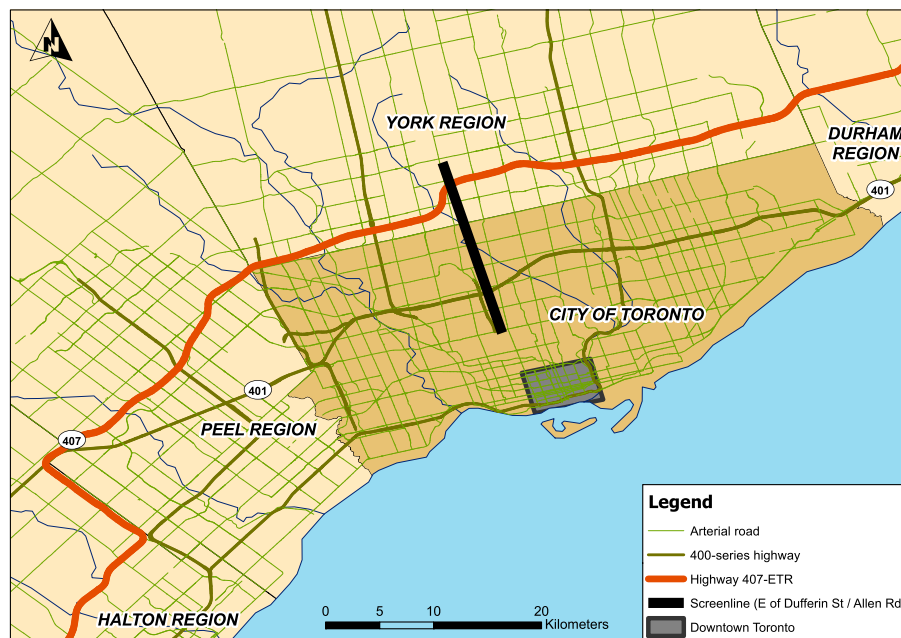 N
YORK REGION
DURHAM
REGION
401
CITY OF TORONTO
401
PEEL REGION
407
HALTON REGION
0 5 10 20
Kilometers
Legend
Arterial road
400-series highway
Highway 407-ETR
Screenline (E of Dufferin St / Allen Rd
Downtown Toronto